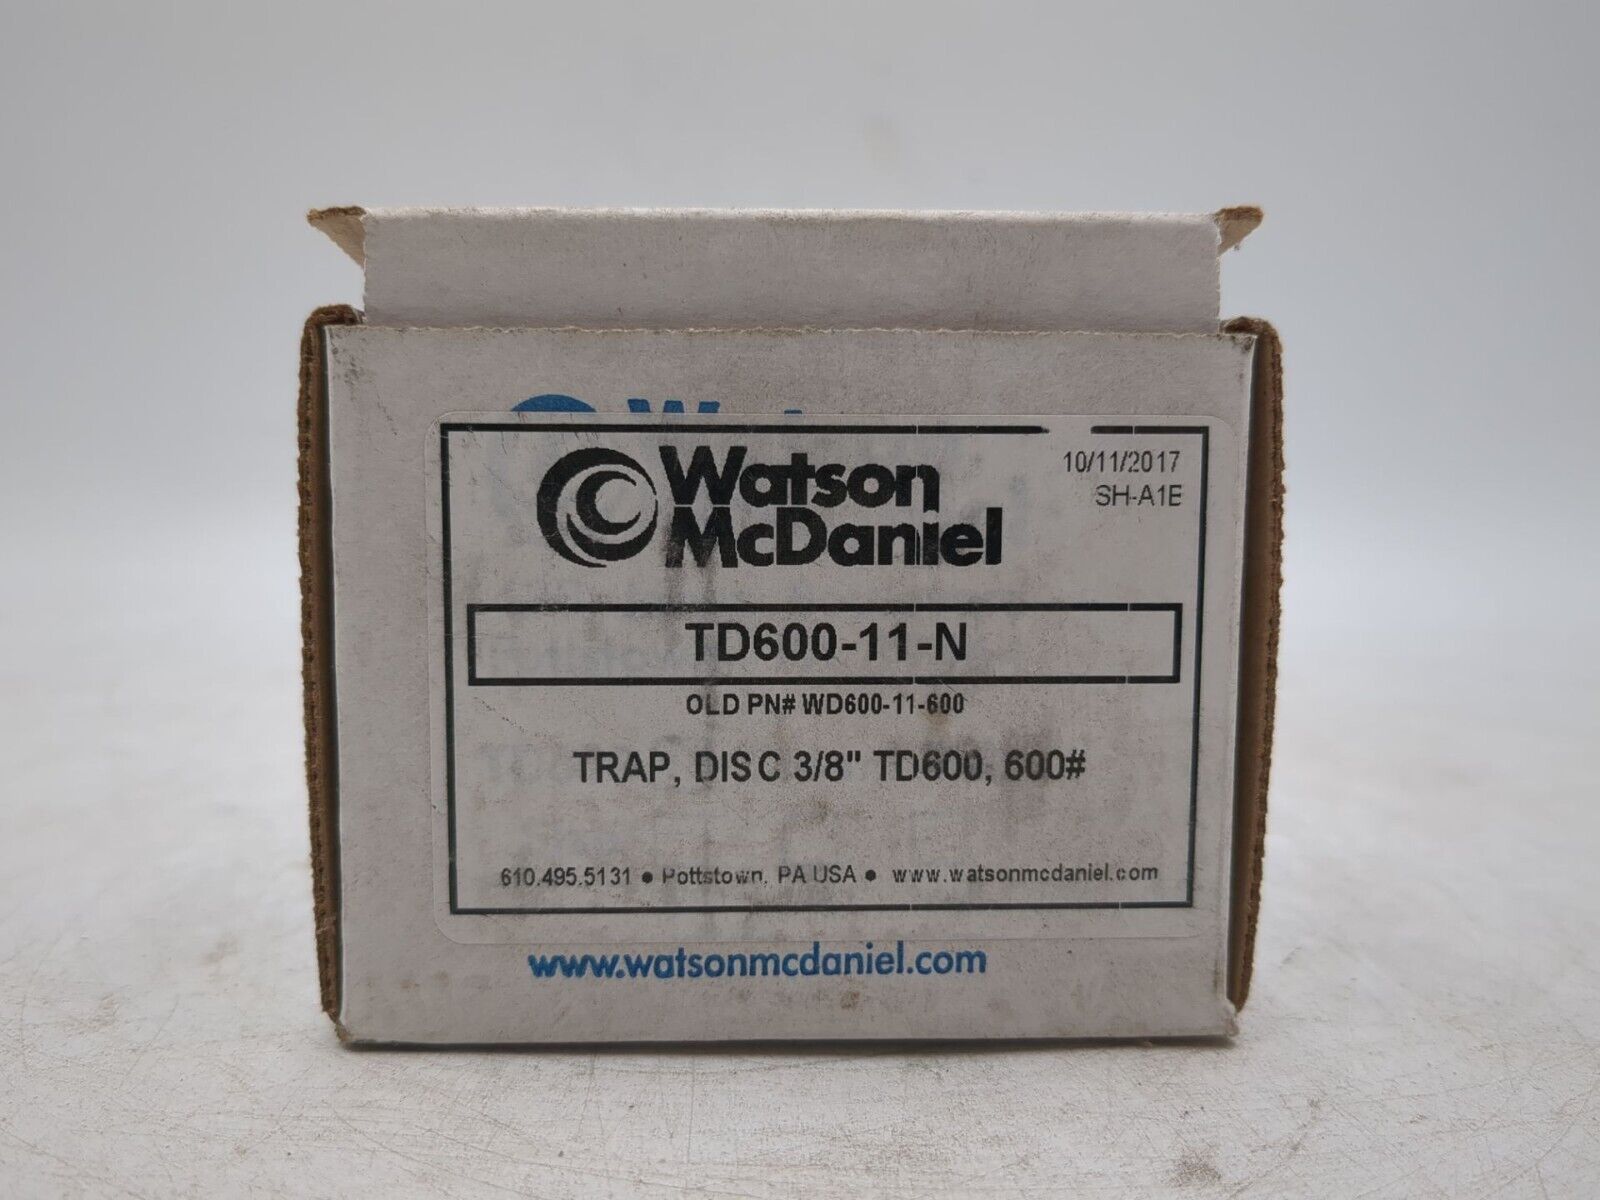 Watson
McDaniel
10/11/2017
SH-A1E
TD600-11-N
OLD PN# WD600-11-600
TRAP, DISC 3/8" TD600, 600#
610.495.5131 ● Pottstown, PA USA ● www.watsonmcdaniel.com
www.watsonmcdaniel.com